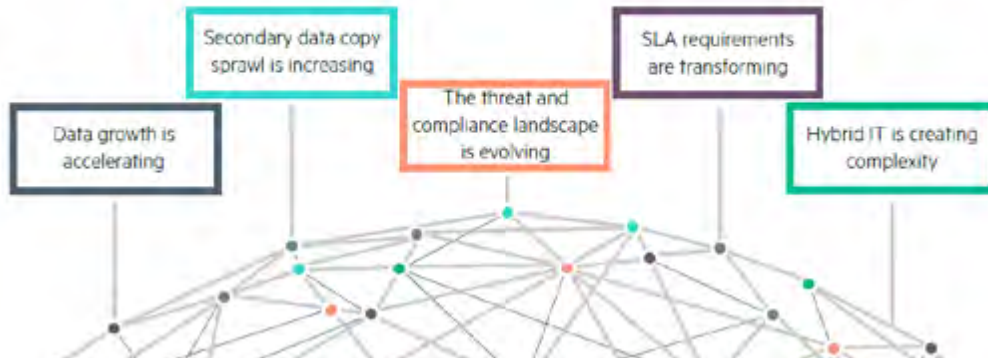 Data growth is
accelerating
Secondary data copy
sprawl is increasing
The threat and
compliance landscape
is evolving
SLA requirements
are transforming
Hybrid IT is creating
complexity